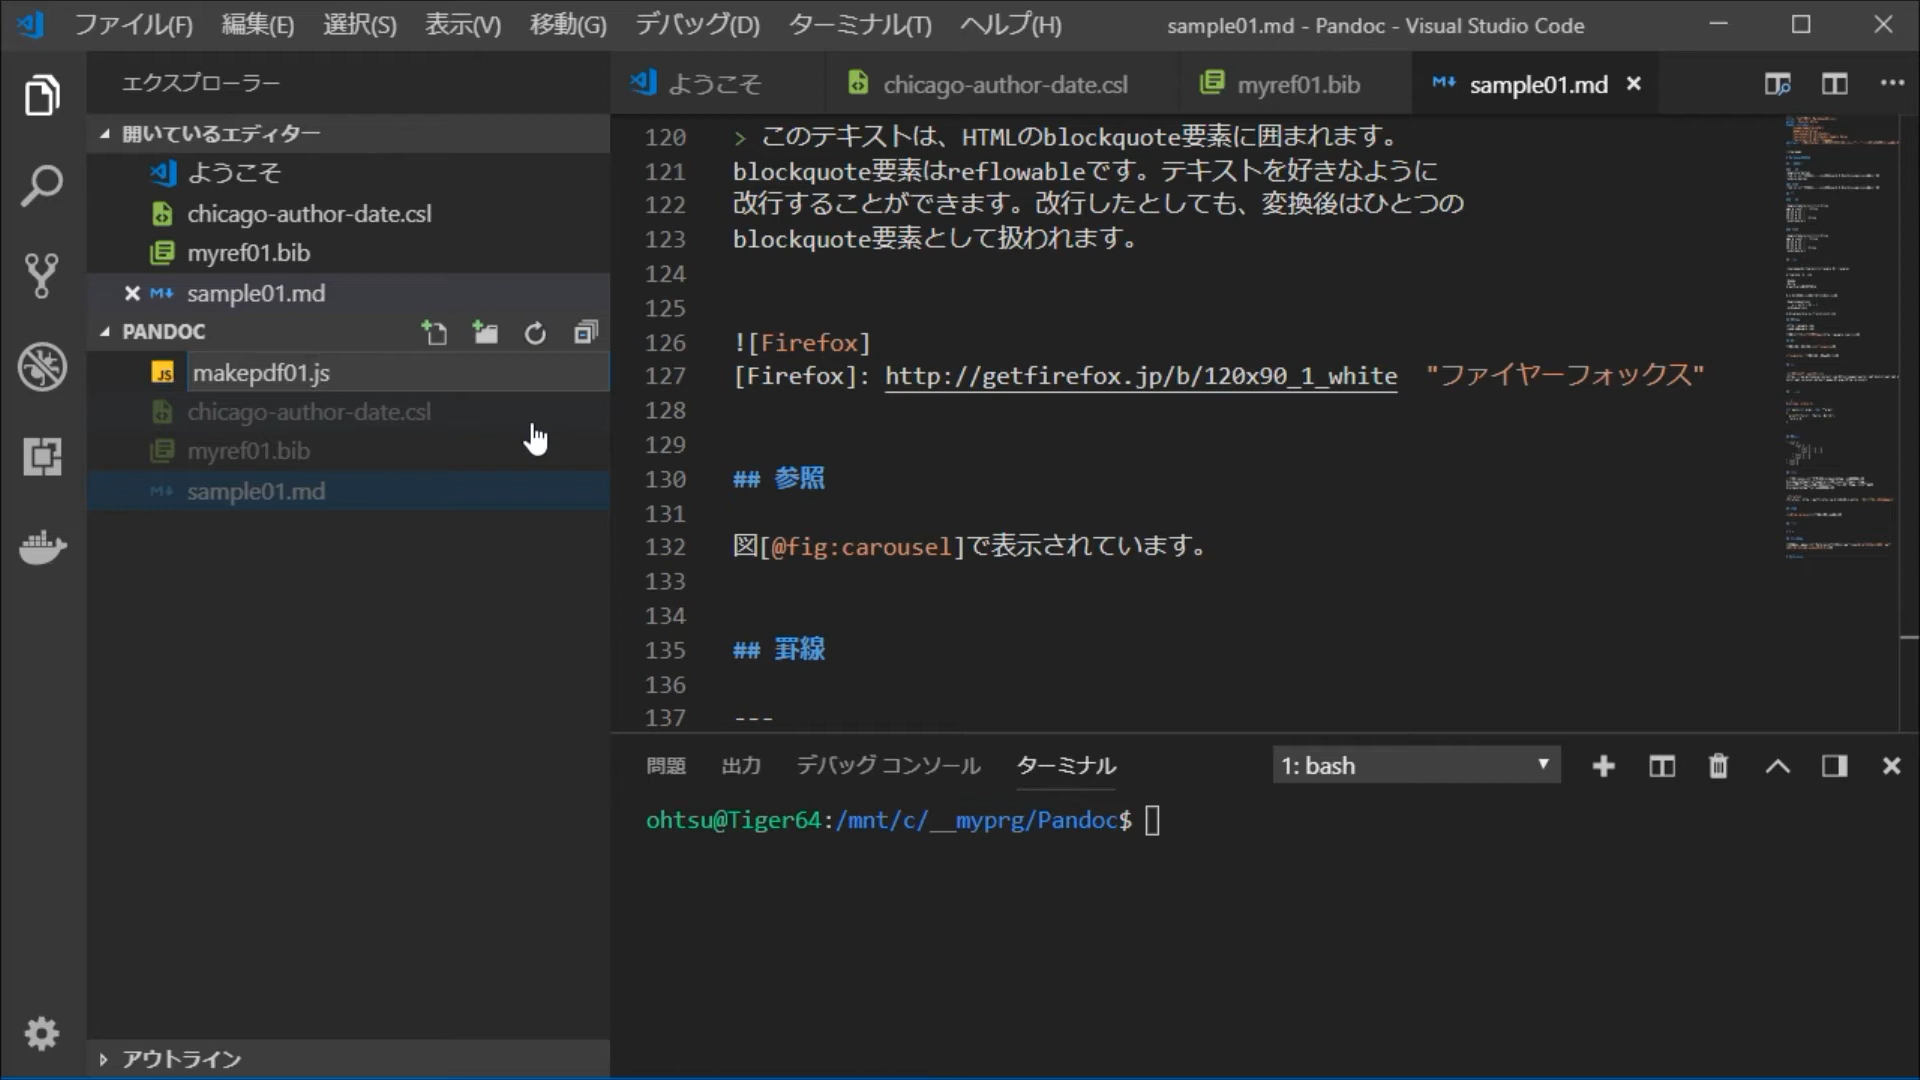 ファイル(F) 編集(E) 選択(S) 表示(V) 移動(G) デバッグ(D) ターミナル(T) ヘルプ(H) sample01.md - Pandoc - Visual Studio Code
エクスプローラー
開いているエディター
ようこそ
chicago-author-date.csl
myref01.bib
sample01.md
PANDOC
JS makepdf01.js
chicago-author-date.csl
myref01.bib
sample01.md
アウトライン
ようこそ chicago-author-date.csl myref01.bib sample01.md
120 > このテキストは、HTMLのblockquote要素に囲まれます。
121 blockquote要素はreflowableです。テキストを好きなように
122 改行することができます。改行したとしても、変換後はひとつの
123 blockquote要素として扱われます。
124
125
126 ![Firefox]
127 [Firefox]: http://getfirefox.jp/b/120x90_1_white "ファイヤーフォックス"
128
129
130 ## 参照
131
132 図[@fig:carousel]で表示されています。
133
134
135 ## 罫線
136
137 ---
問題 出力 デバッグ コンソール ターミナル 1: bash
ohtsu@Tiger64:/mnt/c/__myprg/Pandoc$